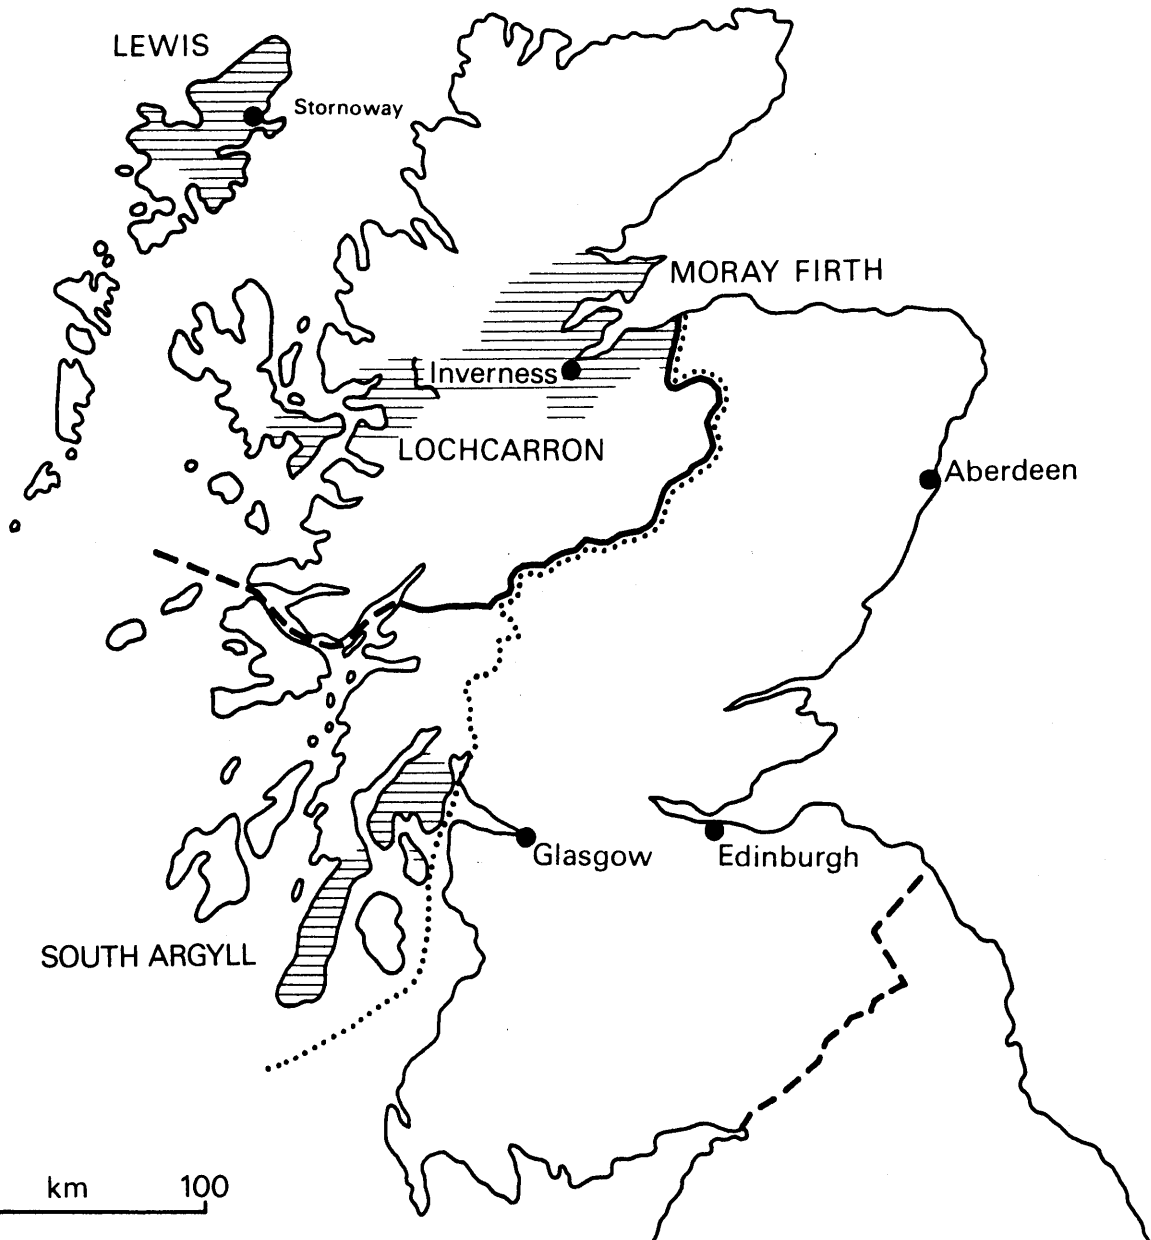 LEWIS
Stornoway
MORAY FIRTH
Inverness
LOCHCARRON
Aberdeen
Glasgow
Edinburgh
SOUTH ARGYLL
km 100